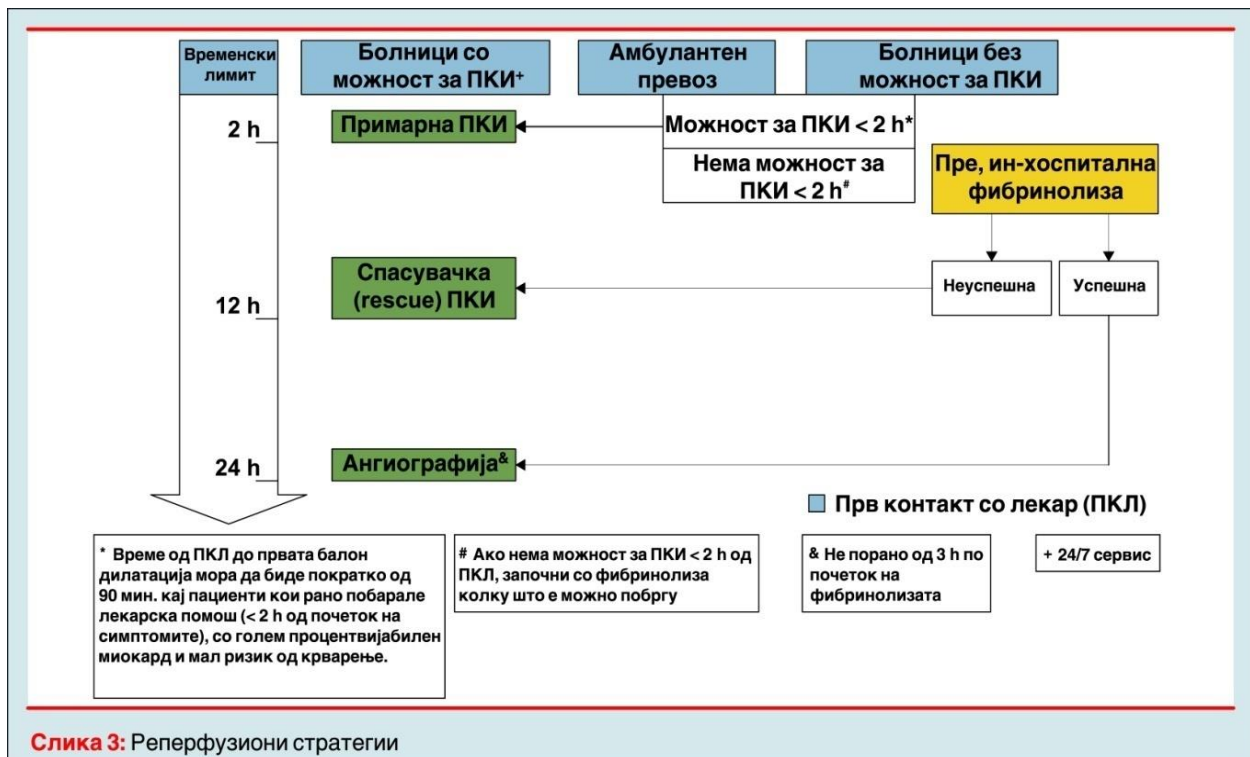 Временски
лимит
Болници со
можност за ПКИ+
Амбулантен
превоз
Болници без
можност за ПКИ
2 h
Примарна ПКИ
Можност за ПКИ < 2 h*
Нема можност за
ПКИ < 2 h#
Пре, ин-хоспитална
фибринолиза
Спасувачка
(rescue) ПКИ
Неуспешна
Успешна
12 h
24 h
Ангиографија&
Прв контакт со лекар (ПКЛ)
* Време од ПКЛ до првата балон
дилатација мора да биде пократко од
90 мин. кај пациенти кои рано побарале
лекарска помош (< 2 h од почеток на
симптомите), со голем процентвијабилен
миокард и мал ризик од крварење.
# Ако нема можност за ПКИ < 2 h од
ПКЛ, започни со фибринолиза
колку што е можно побргу
& Не порано од 3 h по
почеток на
фибринолизата
+ 24/7 сервис
Слика 3: Реперфузиони стратегии